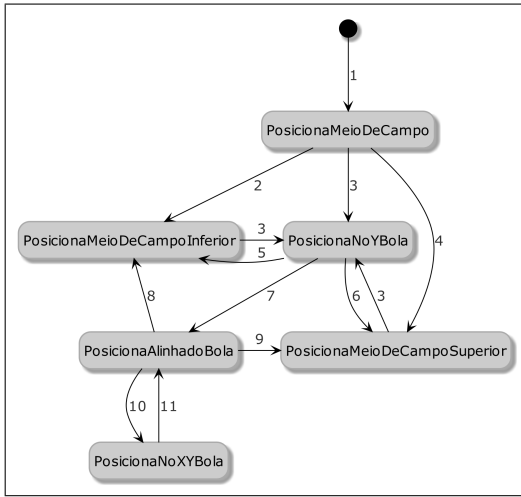 1
PosicionaMeioDeCampo
2
3
4
PosicionaMeioDeCampoInferior
3
PosicionaNoYBola
5
8
7
6
3
PosicionaAlinhadoBola
9
PosicionaMeioDeCampoSuperior
10
11
PosicionaNoXYBola